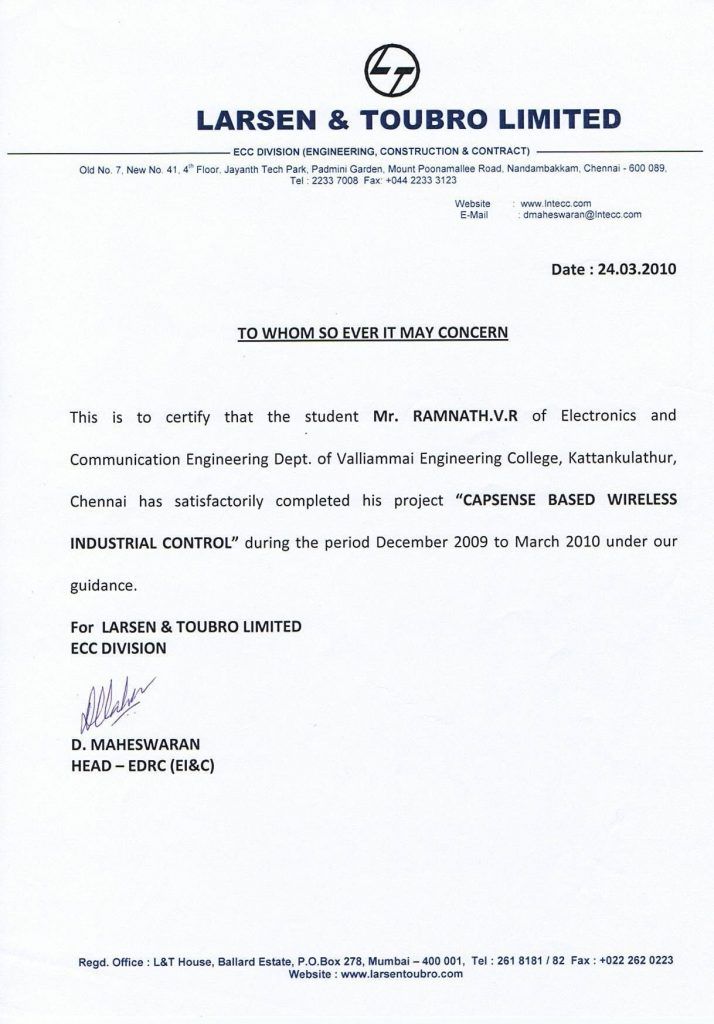 LT
LARSEN & TOUBRO LIMITED
ECC DIVISION (ENGINEERING, CONSTRUCTION & CONTRACT)
Old No. 7, New No. 41, 4th Floor, Jayanth Tech Park, Padmini Garden, Mount Poonamallee Road, Nandambakkam, Chennai - 600 089.
Tel : 2233 7008 Fax: +044 2233 3123
Website : www.lntecc.com
E-Mail : dmaheswaran@lntecc.com
Date : 24.03.2010
TO WHOM SO EVER IT MAY CONCERN
This is to certify that the student Mr. RAMNATH.V.R of Electronics and
Communication Engineering Dept. of Valliammai Engineering College, Kattankulathur,
Chennai has satisfactorily completed his project “CAPSENSE BASED WIRELESS
INDUSTRIAL CONTROL” during the period December 2009 to March 2010 under our
guidance.
For LARSEN & TOUBRO LIMITED
ECC DIVISION
D. MAHESWARAN
HEAD – EDRC (EI&C)
Regd. Office : L&T House, Ballard Estate, P.O.Box 278, Mumbai – 400 001, Tel : 261 8181 / 82 Fax : +022 262 0223
Website : www.larsentoubro.com